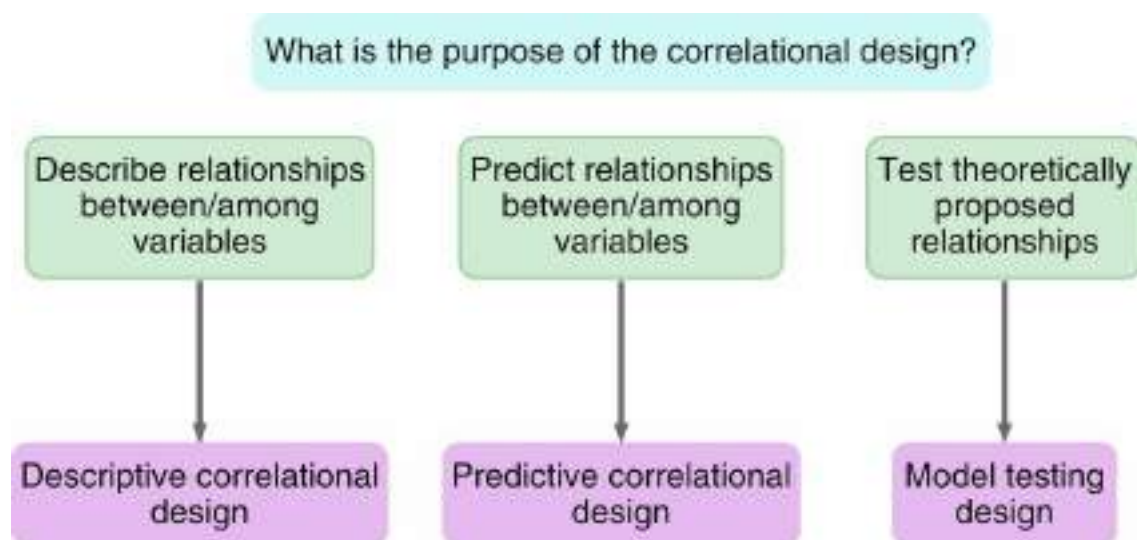 What is the purpose of the correlational design?
Describe relationships
between/among
variables
Predict relationships
between/among
variables
Test theoretically
proposed
relationships
Descriptive correlational
design
Predictive correlational
design
Model testing
design